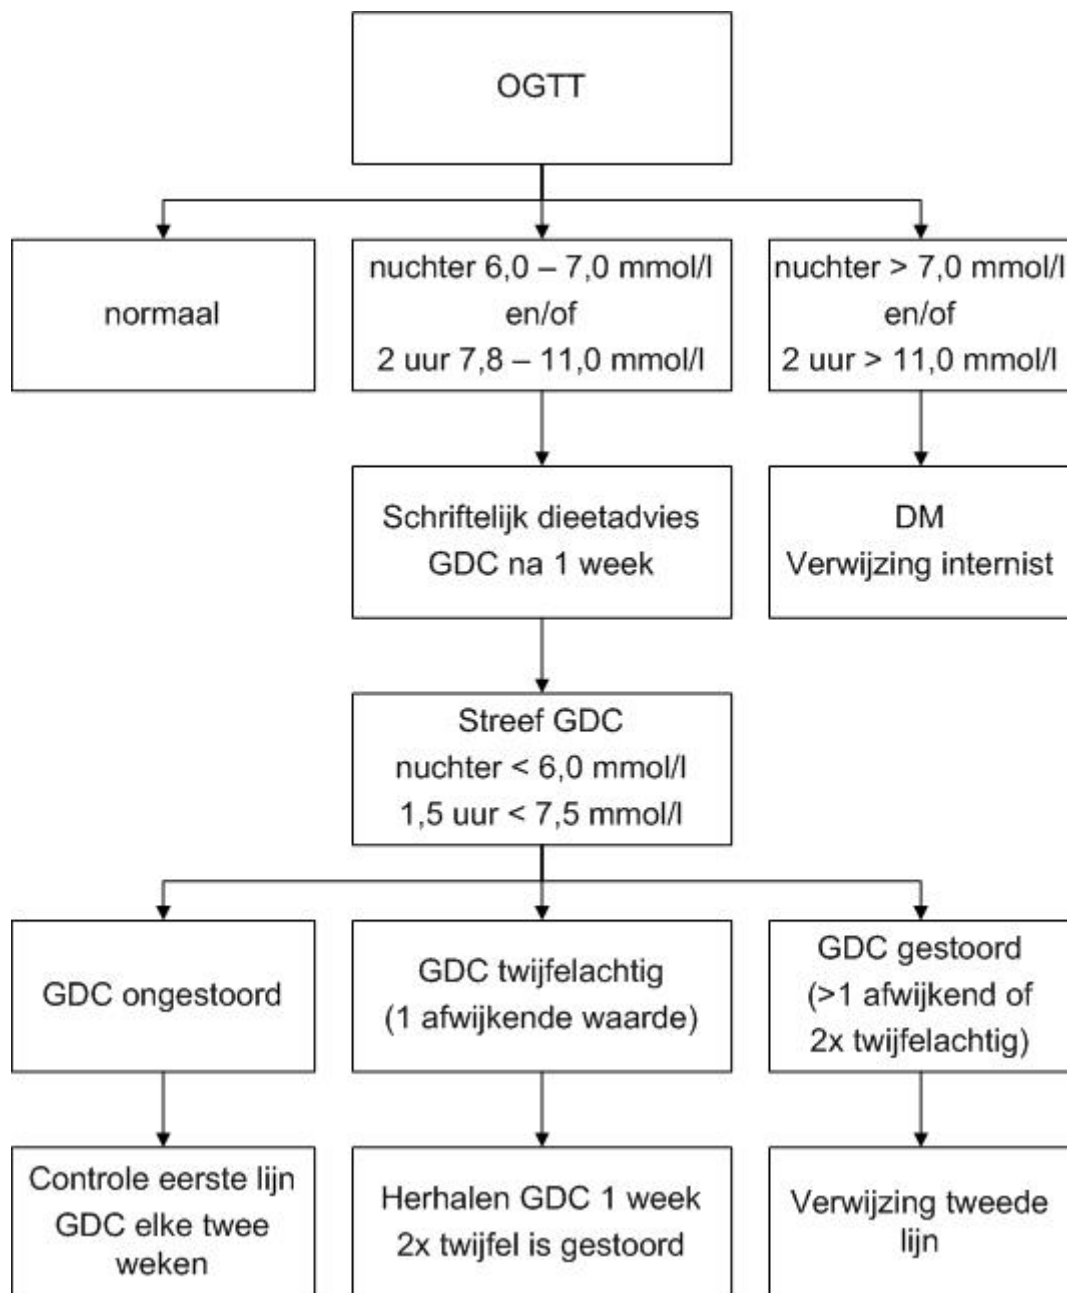 OGTT
normaal
nuchter 6,0 – 7,0 mmol/l
en/of
2 uur 7,8 – 11,0 mmol/l
nuchter > 7,0 mmol/l
en/of
2 uur > 11,0 mmol/l
Schriftelijk dieetadvies
GDC na 1 week
DM
Verwijzing internist
Streef GDC
nuchter < 6,0 mmol/l
1,5 uur < 7,5 mmol/l
GDC ongestoord
GDC twijfelachtig
(1 afwijkende waarde)
GDC gestoord
(>1 afwijkend of
2x twijfelachtig)
Controle eerste lijn
GDC elke twee
weken
Herhalen GDC 1 week
2x twijfel is gestoord
Verwijzing tweede
lijn